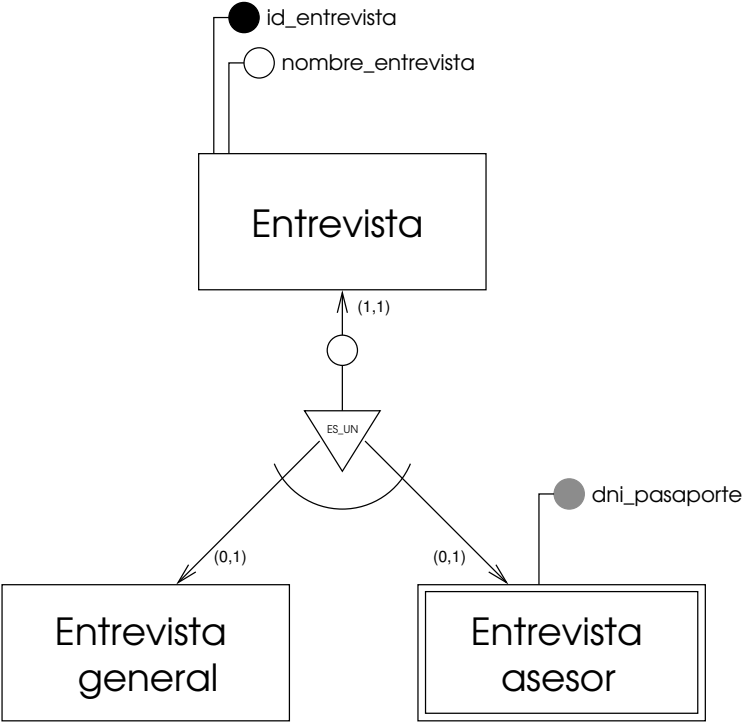 id_entrevista
nombre_entrevista
Entrevista
(1,1)
ES_UN
dni_pasaporte
(0,1)
(0,1)
Entrevista
general
Entrevista
asesor